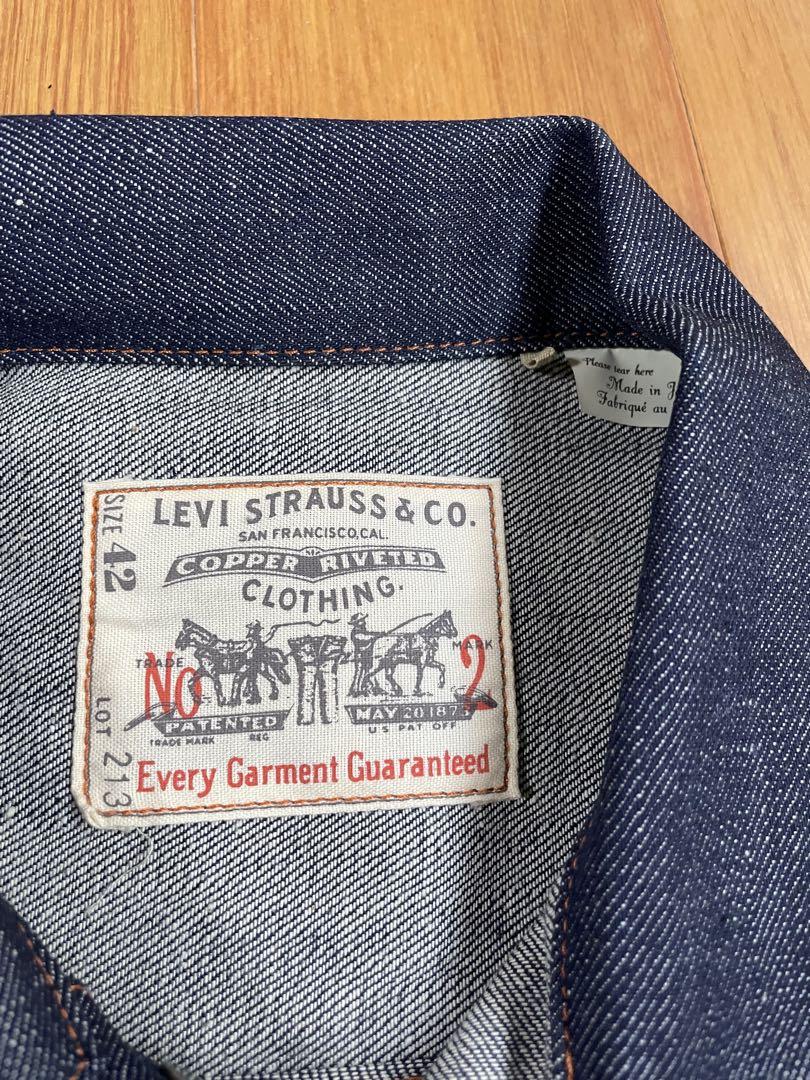 Please tear here
Made in J
Fabriqué au
SIZE 42
LOT 213
LEVI STRAUSS & CO.
SAN FRANCISCO, CAL.
COPPER RIVETED
CLOTHING.
TRADE MARK
No 2
PATENTED MAY 20 187
TRADE MARK REG U S PAT OFF
Every Garment Guaranteed